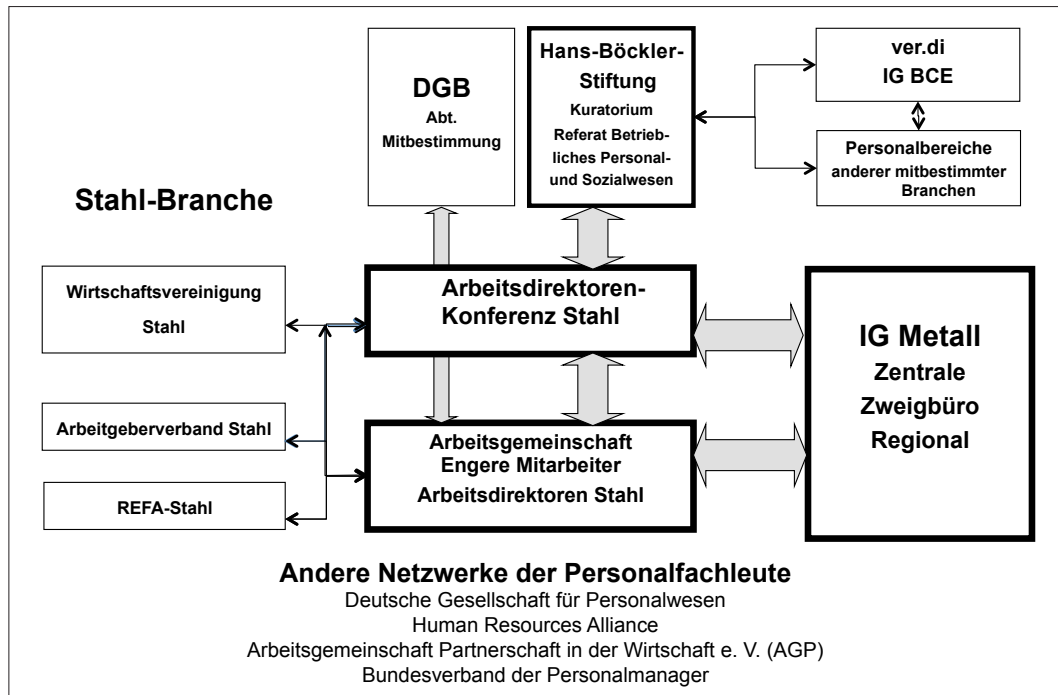 DGB
Abt.
Mitbestimmung
Hans-Böckler-
Stiftung
Kuratorium
Referat Betrieb-
liches Personal-
und Sozialwesen
ver.di
IG BCE
Personalbereiche
anderer mitbestimmter
Branchen
Stahl-Branche
Wirtschaftsvereinigung
Stahl
Arbeitgeberverband Stahl
REFA-Stahl
Arbeitsdirektoren-
Konferenz Stahl
Arbeitsgemeinschaft
Engere Mitarbeiter
Arbeitsdirektoren Stahl
IG Metall
Zentrale
Zweigbüro
Regional
Andere Netzwerke der Personalfachleute
Deutsche Gesellschaft für Personalwesen
Human Resources Alliance
Arbeitsgemeinschaft Partnerschaft in der Wirtschaft e. V. (AGP)
Bundesverband der Personalmanager